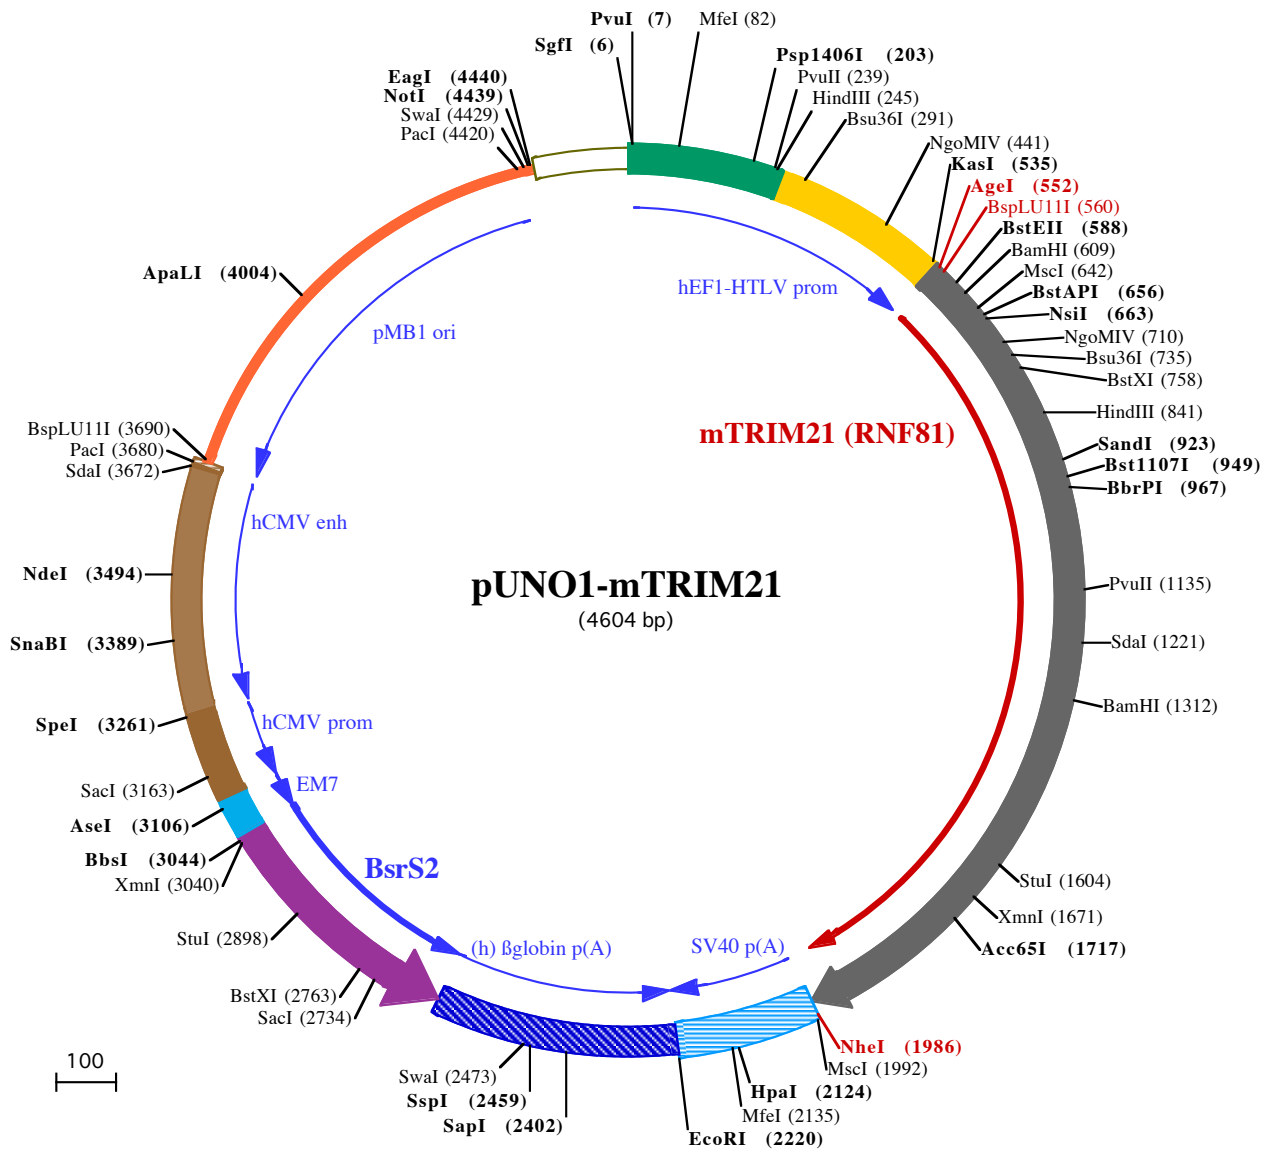 PvuI (7)
MfeI (82)
SgfI (6)
Psp1406I (203)
EagI (4440)
PvuII (239)
NotI (4439)
HindIII (245)
SwaI (4429)
Bsu36I (291)
PacI (4420)
NgoMIV (441)
KasI (535)
AgeI (552)
BspLU11I (560)
BstEII (588)
BamHI (609)
MscI (642)
ApaLI (4004)
hEF1-HTLV prom
BstAPI (656)
NsiI (663)
pMB1 ori
NgoMIV (710)
Bsu36I (735)
BstXI (758)
HindIII (841)
BspLU11I (3690)
mTRIM21 (RNF81)
SandI (923)
PacI (3680)
Bst1107I (949)
SdaI (3672)
BbrPI (967)
hCMV enh
NdeI (3494)
pUNO1-mTRIM21
PvuII (1135)
(4604 bp)
SnaBI (3389)
SdaI (1221)
BamHI (1312)
SpeI (3261)
hCMV prom
EM7
SacI (3163)
AseI (3106)
BbsI (3044)
BsrS2
XmnI (3040)
StuI (1604)
XmnI (1671)
StuI (2898)
(h) ßglobin p(A)
SV40 p(A)
Acc65I (1717)
BstXI (2763)
SacI (2734)
NheI (1986)
100
MscI (1992)
SwaI (2473)
HpaI (2124)
SspI (2459)
MfeI (2135)
SapI (2402)
EcoRI (2220)